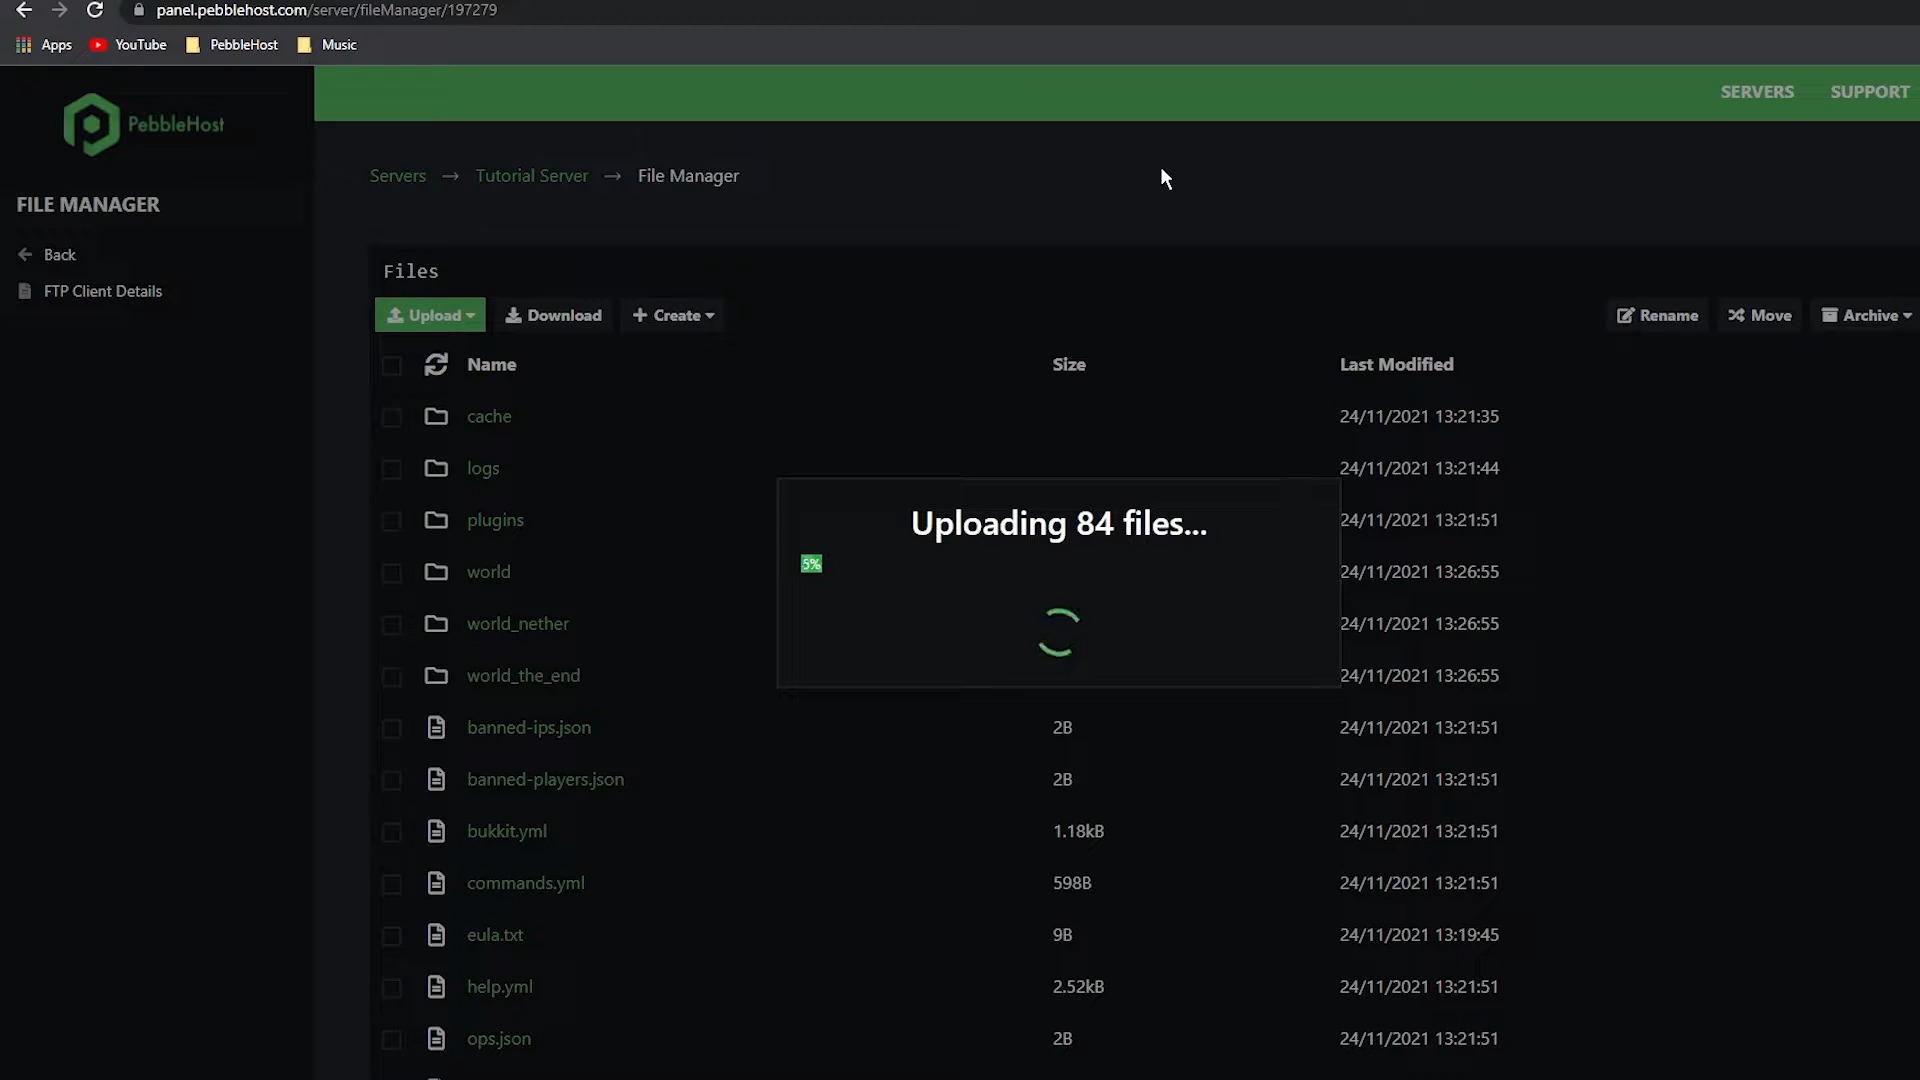 panel.pebblehost.com/server/fileManager/197279
Apps YouTube PebbleHost Music
PebbleHost
SERVERS SUPPORT
FILE MANAGER
Back
FTP Client Details
Servers → Tutorial Server → File Manager
Files
Upload Download + Create Rename Move Archive
Name Size Last Modified
cache 24/11/2021 13:21:35
logs 24/11/2021 13:21:44
plugins 24/11/2021 13:21:51
world 24/11/2021 13:26:55
world_nether 24/11/2021 13:26:55
world_the_end 24/11/2021 13:26:55
Uploading 84 files...
5%
banned-ips.json 2B 24/11/2021 13:21:51
banned-players.json 2B 24/11/2021 13:21:51
bukkit.yml 1.18kB 24/11/2021 13:21:51
commands.yml 598B 24/11/2021 13:21:51
eula.txt 9B 24/11/2021 13:19:45
help.yml 2.52kB 24/11/2021 13:21:51
ops.json 2B 24/11/2021 13:21:51